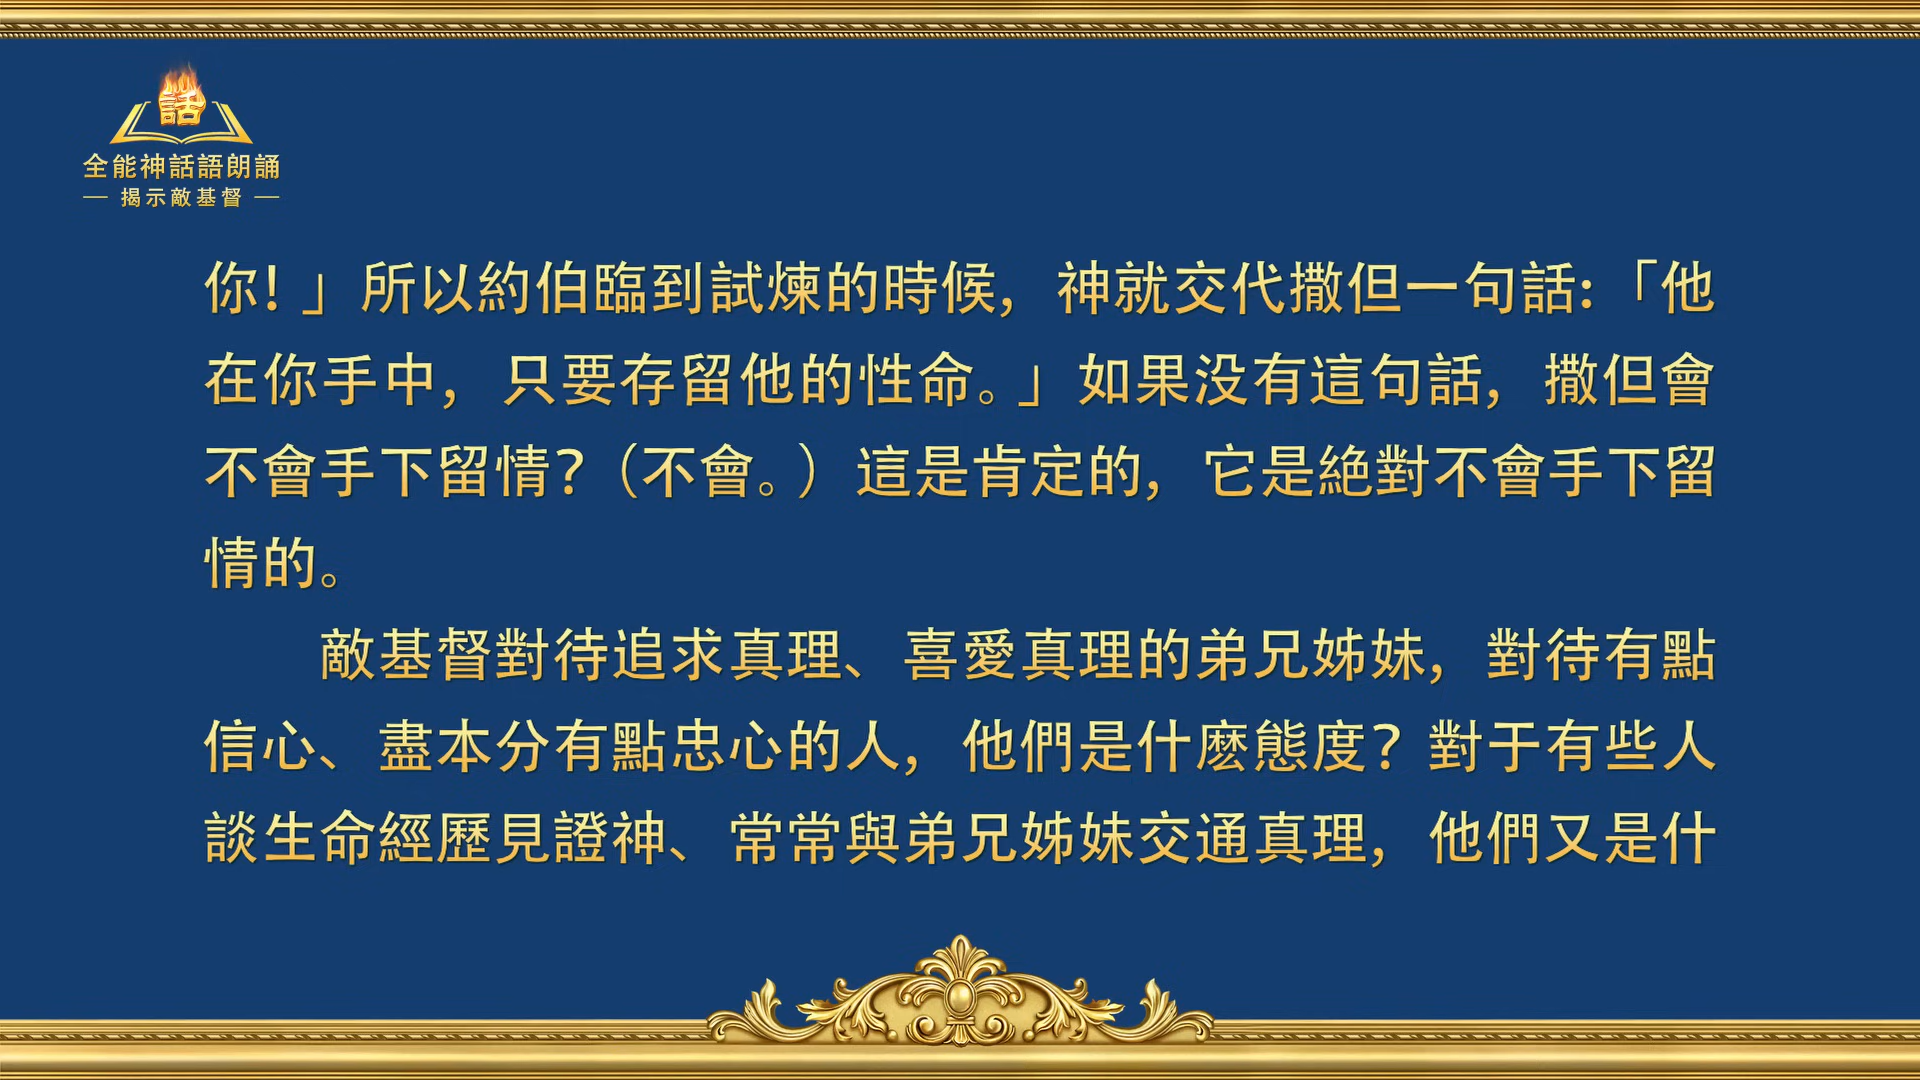 話
全能神話語朗誦
— 揭示敵基督 —
你！」所以約伯臨到試煉的時候，神就交代撒但一句話：「他
在你手中，只要存留他的性命。」如果没有這句話，撒但會
不會手下留情？（不會。）這是肯定的，它是絶對不會手下留
情的。
敵基督對待追求真理、喜愛真理的弟兄姊妹，對待有點
信心、盡本分有點忠心的人，他們是什麽態度？對于有些人
談生命經歷見證神、常常與弟兄姊妹交通真理，他們又是什